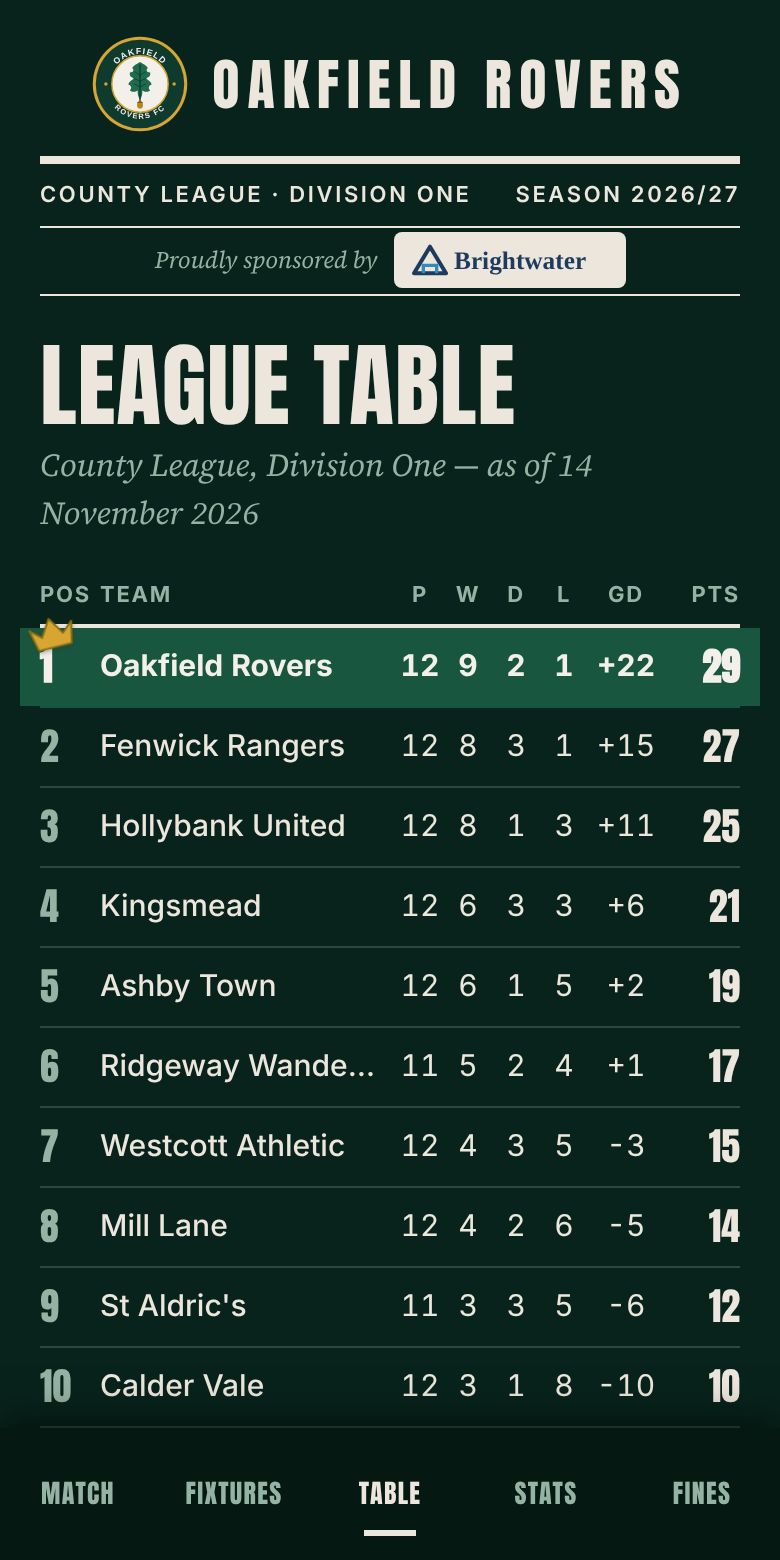 OAKFIELD
ROVERS FC
OAKFIELD ROVERS
COUNTY LEAGUE · DIVISION ONE SEASON 2026/27
Proudly sponsored by Brightwater
LEAGUE TABLE
County League, Division One — as of 14
November 2026
POS TEAM P W D L GD PTS
1 Oakfield Rovers 12 9 2 1 +22 29
2 Fenwick Rangers 12 8 3 1 +15 27
3 Hollybank United 12 8 1 3 +11 25
4 Kingsmead 12 6 3 3 +6 21
5 Ashby Town 12 6 1 5 +2 19
6 Ridgeway Wande... 11 5 2 4 +1 17
7 Westcott Athletic 12 4 3 5 -3 15
8 Mill Lane 12 4 2 6 -5 14
9 St Aldric's 11 3 3 5 -6 12
10 Calder Vale 12 3 1 8 -10 10
MATCH FIXTURES TABLE STATS FINES